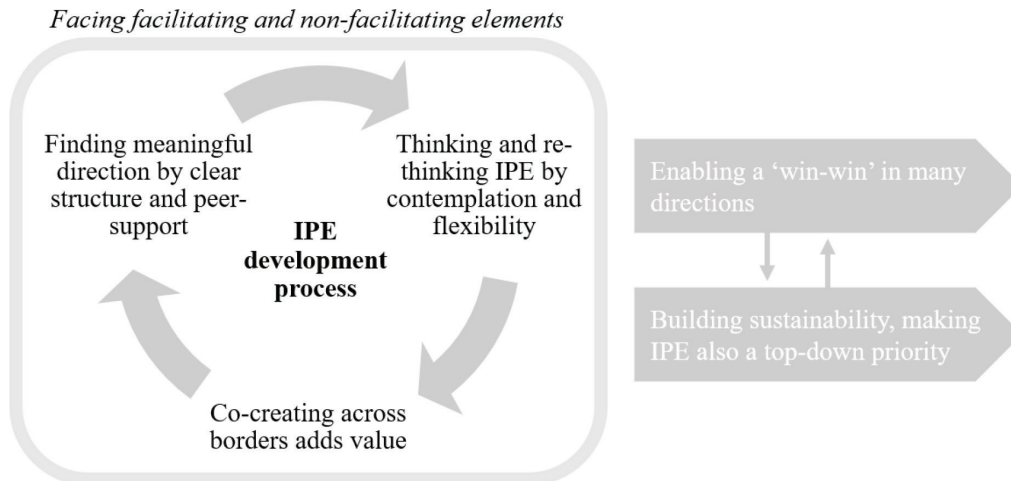 Facing facilitating and non-facilitating elements
Finding meaningful
direction by clear
structure and peer-
support
Thinking and re-
thinking IPE by
contemplation and
flexibility
IPE
development
process
Co-creating across
borders adds value
Enabling a ‘win-win’ in many
directions
Building sustainability, making
IPE also a top-down priority